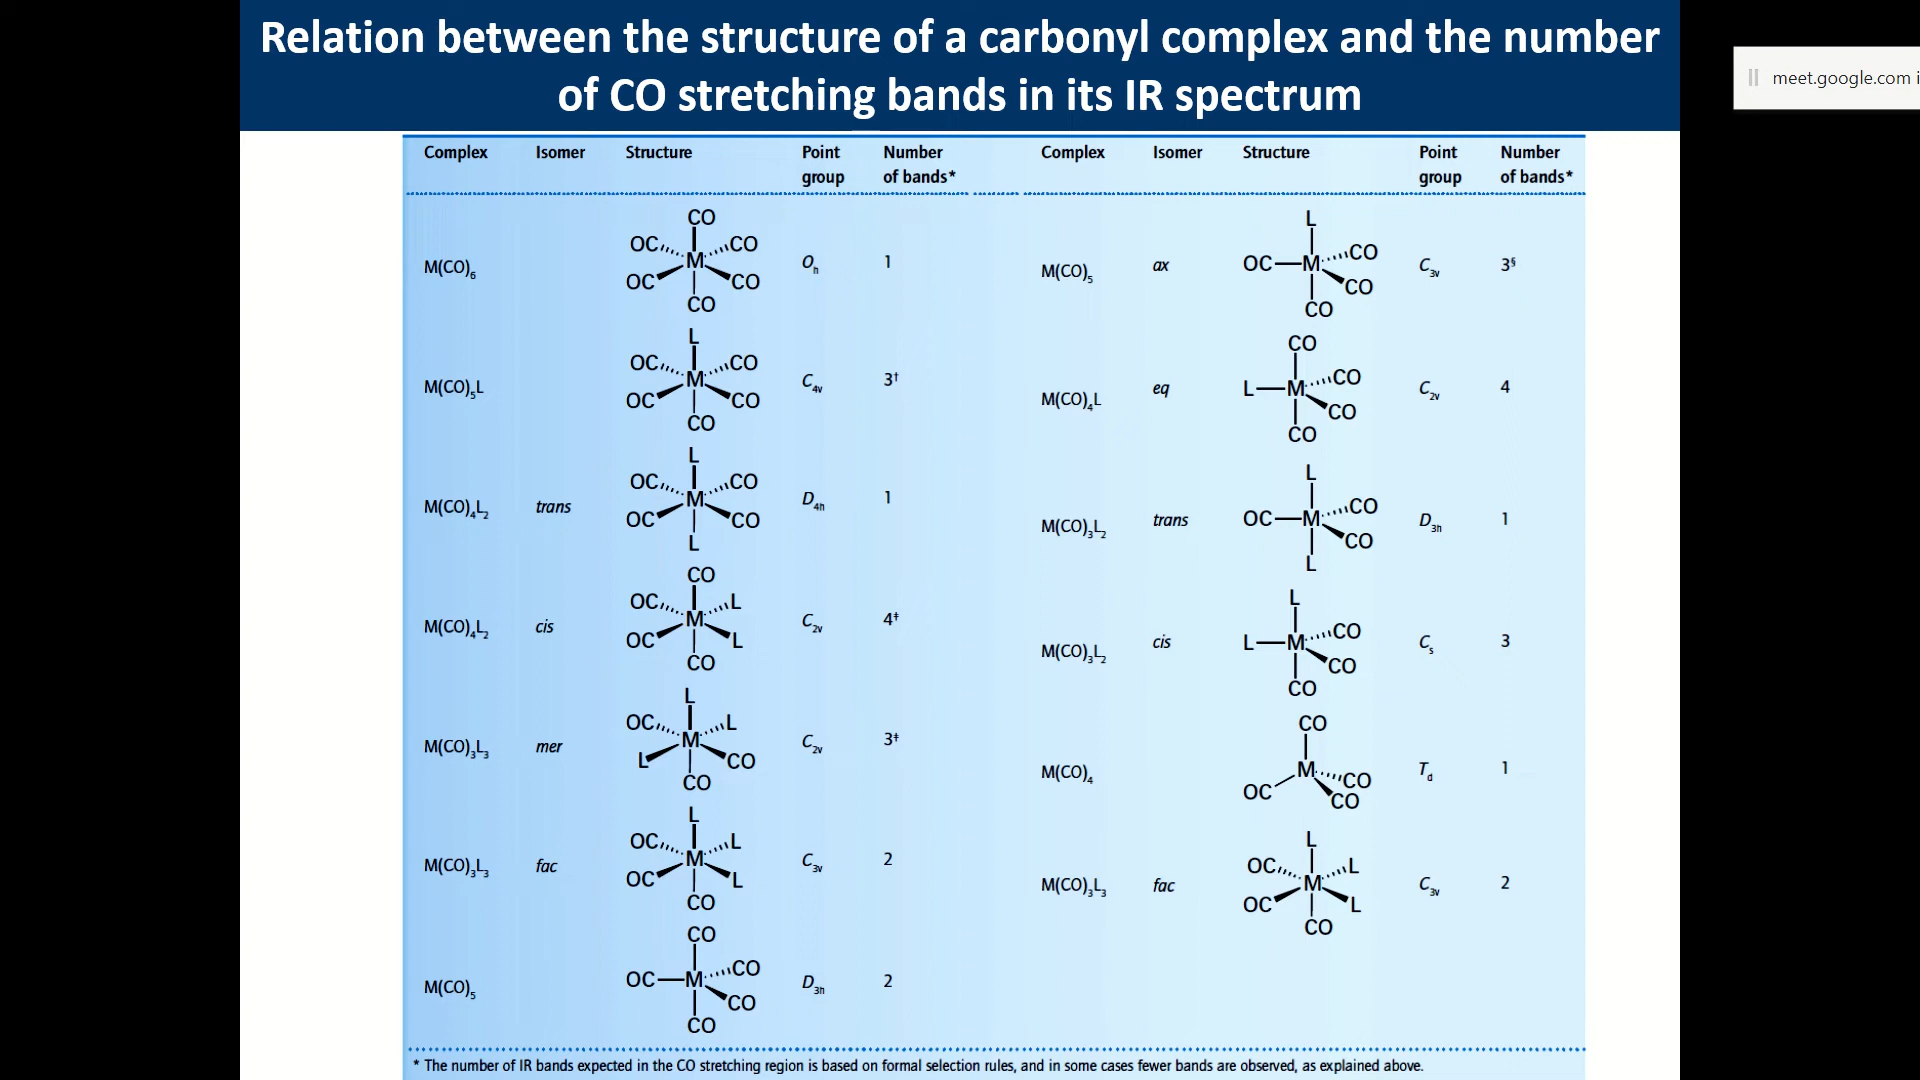 Relation between the structure of a carbonyl complex and the number
of CO stretching bands in its IR spectrum
meet.google.com i
Complex Isomer Structure Point group Number of bands*
M(CO)₆
CO
OC CO
M
OC CO
CO
Oₕ 1
M(CO)₅L
L
OC CO
M
OC CO
CO
C₄ᵥ 3†
M(CO)₄L₂ trans
L
OC CO
M
OC CO
L
D₄ₕ 1
M(CO)₄L₂ cis
CO
OC L
M
OC L
CO
C₂ᵥ 4‡
M(CO)₃L₃ mer
L
OC L
M
L CO
CO
C₂ᵥ 3‡
M(CO)₃L₃ fac
L
OC L
M
OC L
CO
C₃ᵥ 2
M(CO)₅
CO
OC M CO
CO
CO
D₃ₕ 2
Complex Isomer Structure Point group Number of bands*
M(CO)₅ ax
L
OC M CO
CO
CO
C₃ᵥ 3§
M(CO)₄L eq
CO
L M CO
CO
CO
C₂ᵥ 4
M(CO)₃L₂ trans
L
OC M CO
CO
L
D₃ₕ 1
M(CO)₃L₂ cis
L
L M CO
CO
CO
Cₛ 3
M(CO)₄
CO
M CO
OC CO
T_d 1
M(CO)₃L₃ fac
L
OC L
M
OC L
CO
C₃ᵥ 2
* The number of IR bands expected in the CO stretching region is based on formal selection rules, and in some cases fewer bands are observed, as explained above.